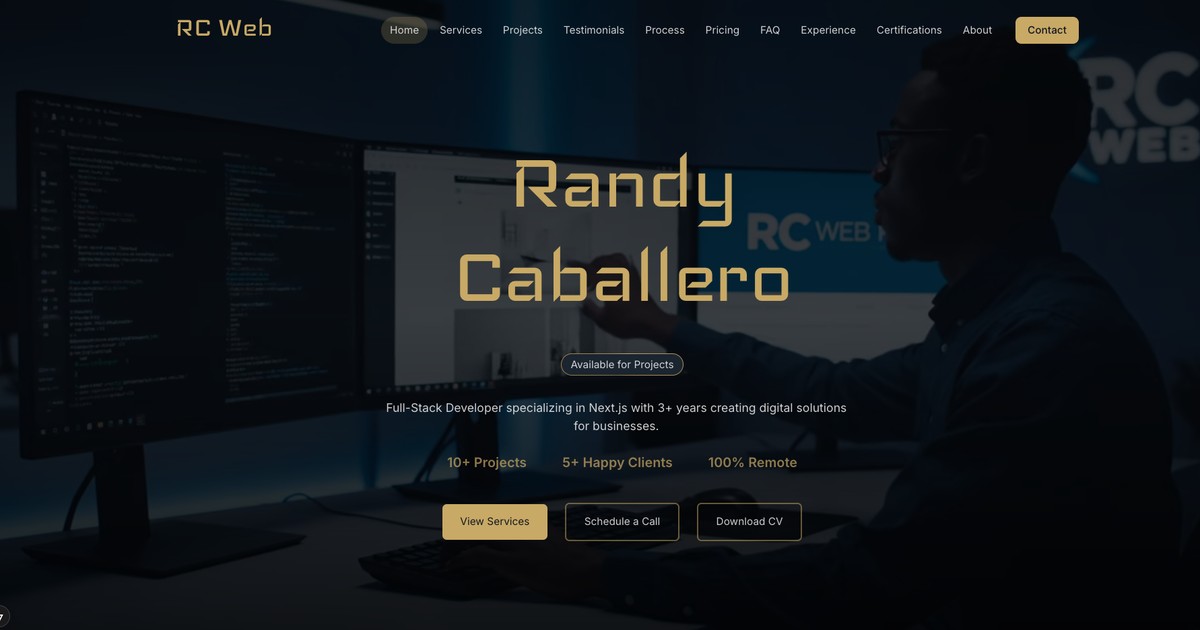 RC Web
Home Services Projects Testimonials Process Pricing FAQ Experience Certifications About Contact
RC
WEB
Randy
Caballero
RC WEB
Available for Projects
Full-Stack Developer specializing in Next.js with 3+ years creating digital solutions
for businesses.
10+ Projects 5+ Happy Clients 100% Remote
View Services Schedule a Call Download CV